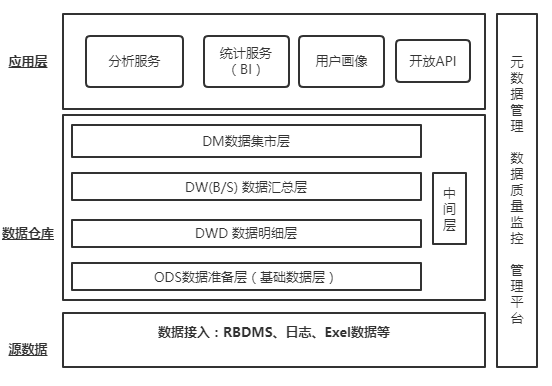 应用层
分析服务
统计服务
（BI）
用户画像
开放API
数据仓库
DM数据集市层
DW(B/S) 数据汇总层
DWD 数据明细层
ODS数据准备层（基础数据层）
中间层
源数据
数据接入：RBDMS、日志、Exel数据等
元数据管理 数据质量监控 管理平台